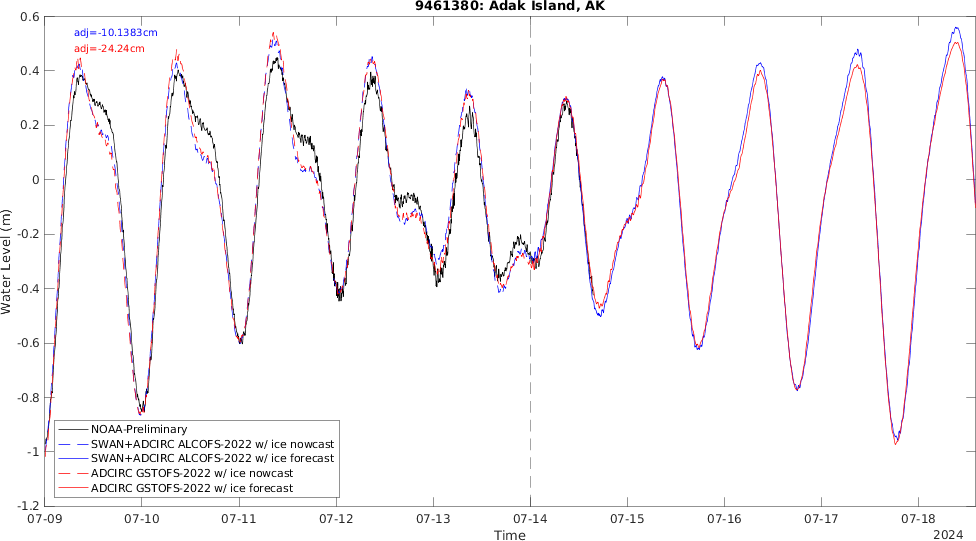 9461380: Adak Island, AK
adj=-10.1383cm
adj=-24.24cm
0.6
0.4
0.2
0
-0.2
-0.4
-0.6
-0.8
-1
-1.2
Water Level (m)
NOAA-Preliminary
SWAN+ADCIRC ALCOFS-2022 w/ ice nowcast
SWAN+ADCIRC ALCOFS-2022 w/ ice forecast
ADCIRC GSTOFS-2022 w/ ice nowcast
ADCIRC GSTOFS-2022 w/ ice forecast
07-09 07-10 07-11 07-12 07-13 07-14 07-15 07-16 07-17 07-18
Time
2024